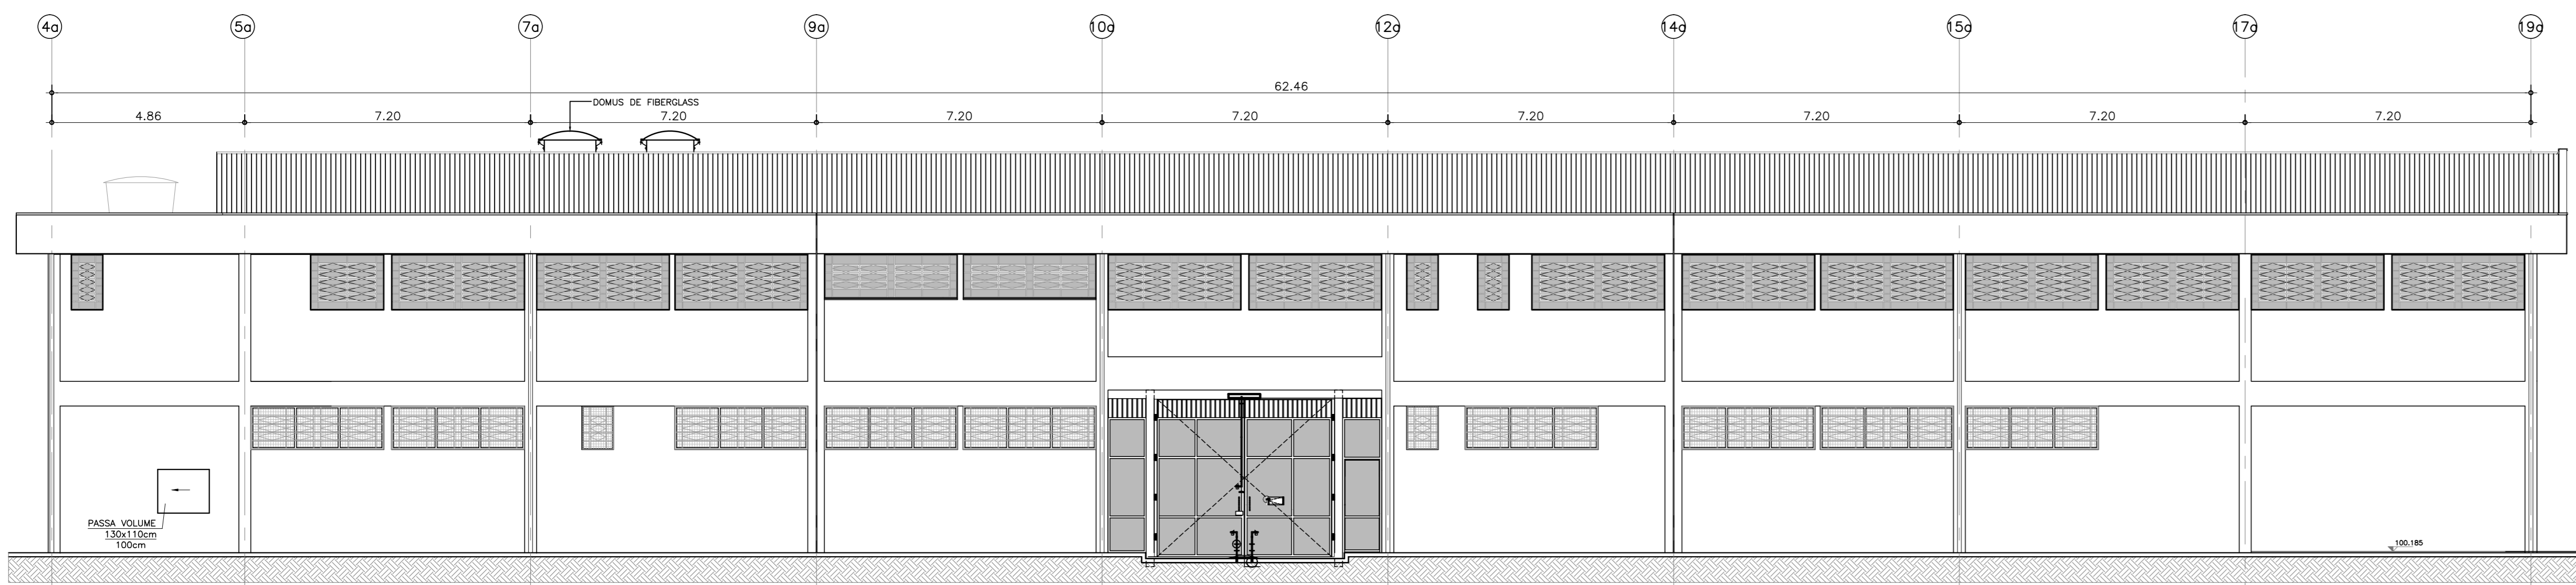 4a 5a 7a 9a 10a 12a 14a 15a 17a 19a
62.46
DOMUS DE FIBERGLASS
4.86 7.20 7.20 7.20 7.20 7.20 7.20 7.20 7.20
PASSA VOLUME
130x110cm
100cm
100.185